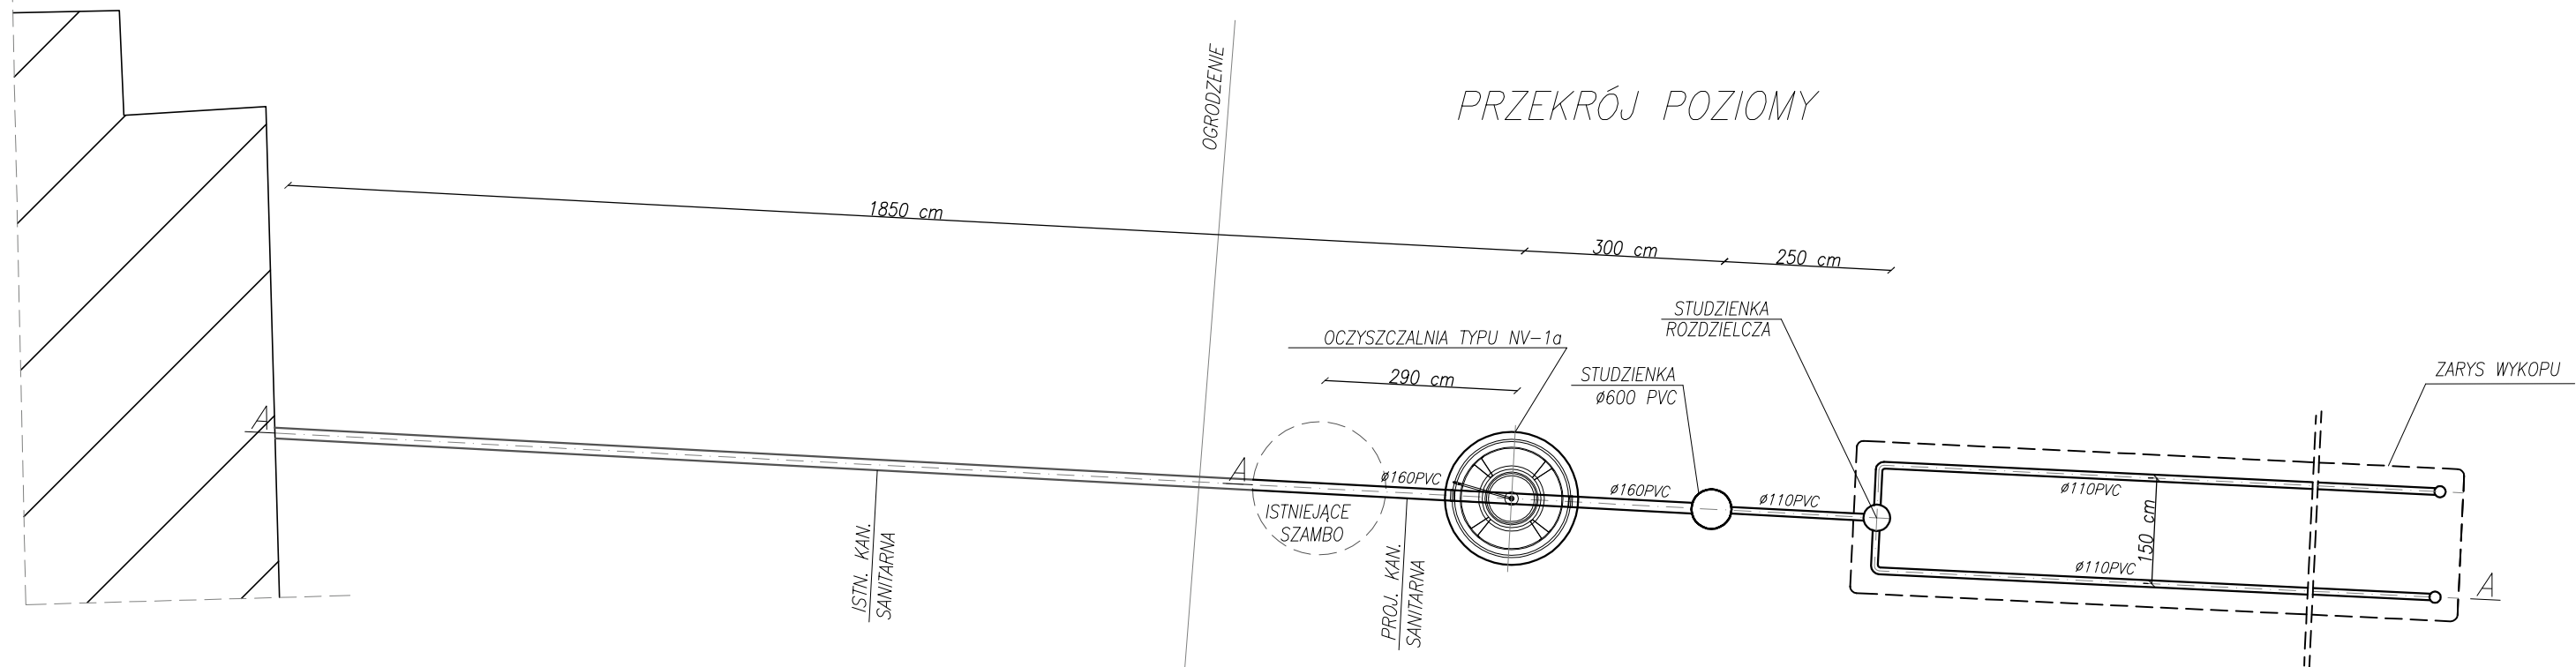 OGRODZENIE
PRZEKRÓJ POZIOMY
1850 cm
300 cm
250 cm
STUDZIENKA
ROZDZIELCZA
OCZYSZCZALNIA TYPU NV-1a
290 cm
STUDZIENKA
ø600 PVC
ZARYS WYKOPU
A
A
ø160PVC
ø160PVC
ø110PVC
ø110PVC
ISTNIEJĄCE
SZAMBO
150 cm
ø110PVC
ISTN. KAN.
SANITARNA
PROJ. KAN.
SANITARNA
A